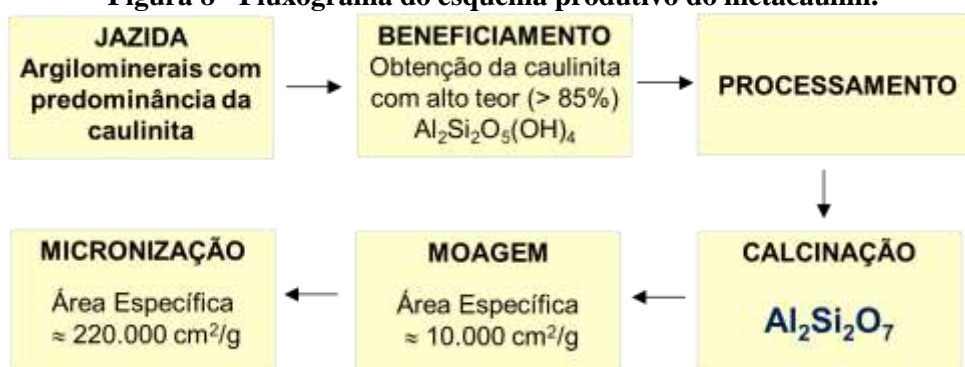 Figura 8 - Fluxograma do esquema produtivo do metacaulim.
JAZIDA
Argilominerais com
predominância da
caulinita
BENEFICIAMENTO
Obtenção da caulinita
com alto teor (> 85%)
Al₂Si₂O₅(OH)₄
PROCESSAMENTO
MICRONIZAÇÃO
Área Específica
≈ 220.000 cm²/g
MOAGEM
Área Específica
≈ 10.000 cm²/g
CALCINAÇÃO
Al₂Si₂O₇